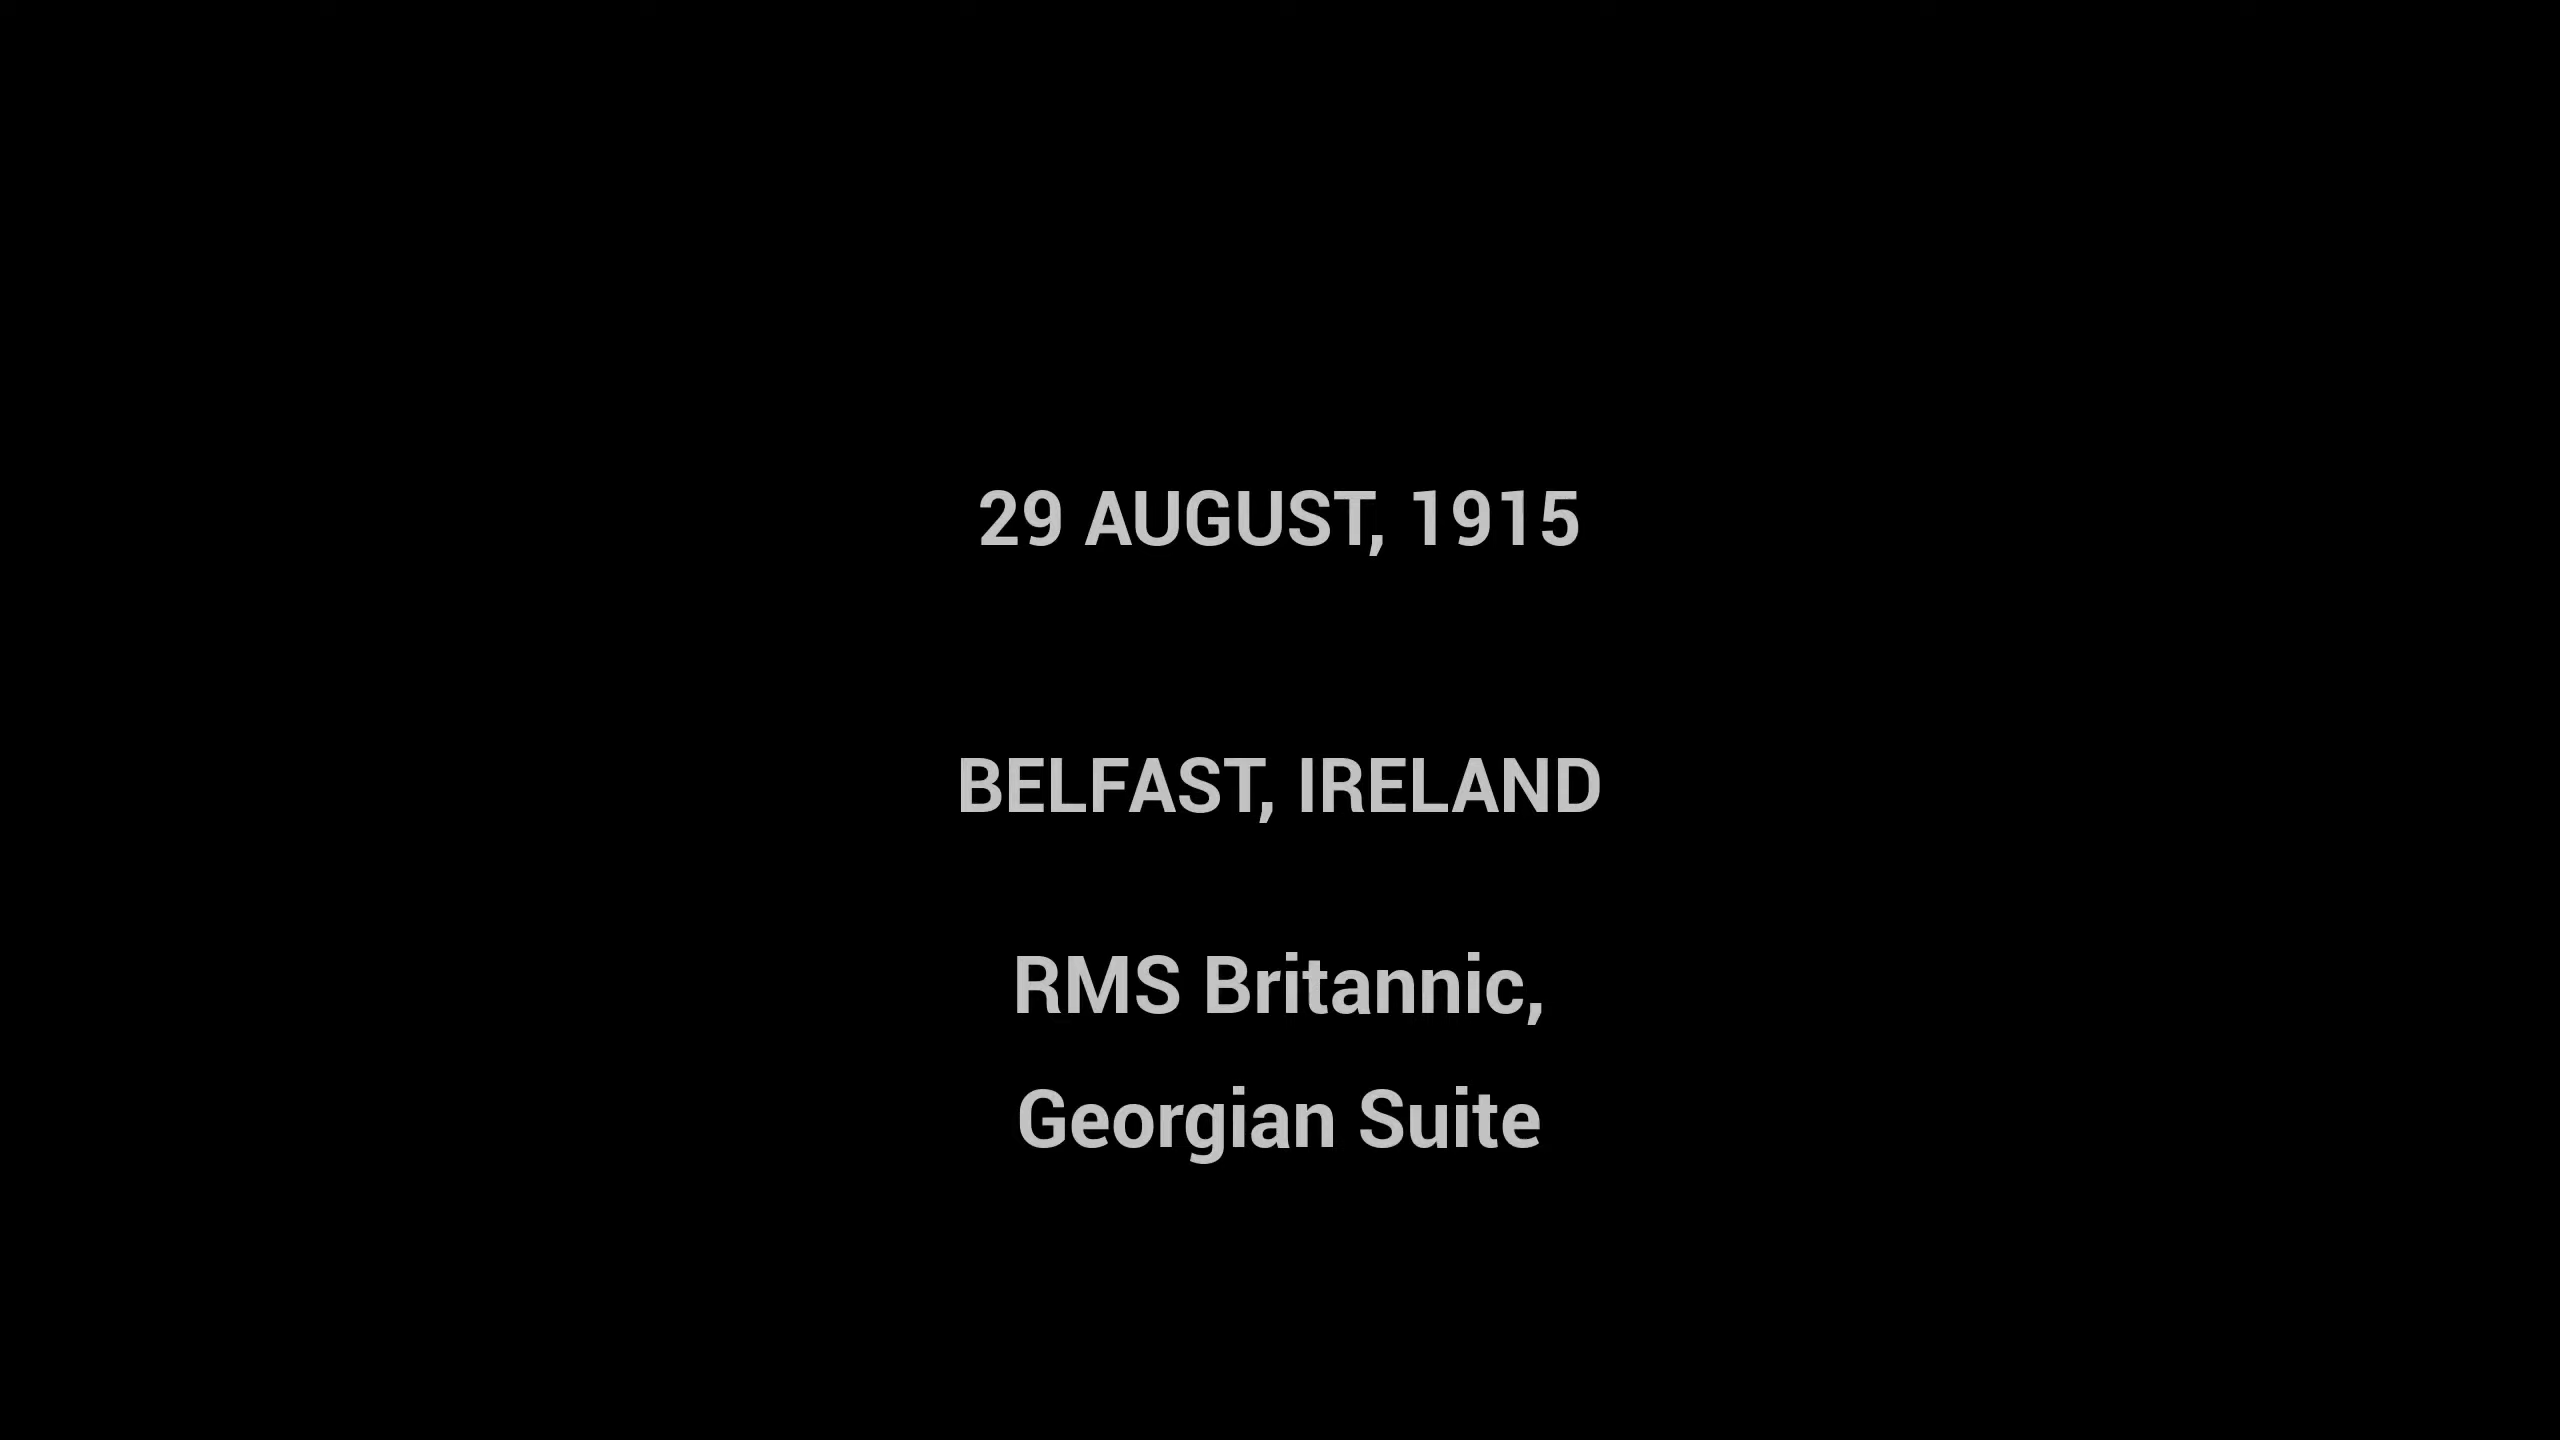 29 AUGUST, 1915
BELFAST, IRELAND
RMS Britannic,
Georgian Suite